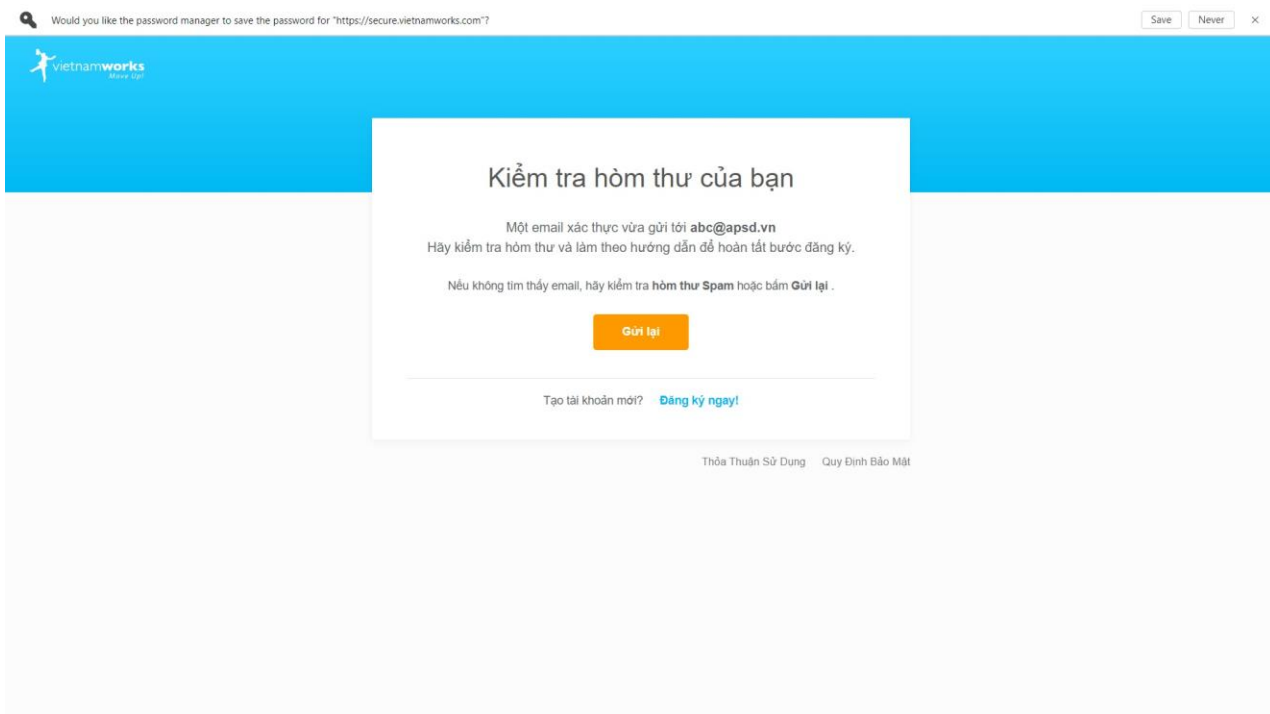 Would you like the password manager to save the password for "https://secure.vietnamworks.com"?
Save Never ×
vietnamworks
Move Up!
Kiểm tra hòm thư của bạn
Một email xác thực vừa gửi tới abc@apsd.vn
Hãy kiểm tra hòm thư và làm theo hướng dẫn để hoàn tất bước đăng ký.
Nếu không tìm thấy email, hãy kiểm tra hòm thư Spam hoặc bấm Gửi lại .
Gửi lại
Tạo tài khoản mới? Đăng ký ngay!
Thỏa Thuận Sử Dụng Quy Định Bảo Mật